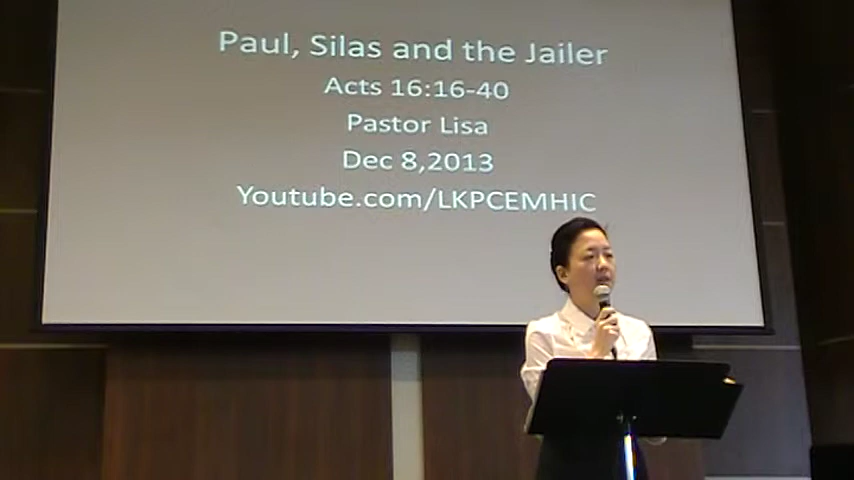 Paul, Silas and the Jailer
Acts 16:16-40
Pastor Lisa
Dec 8,2013
Youtube.com/LKPCEMHIC